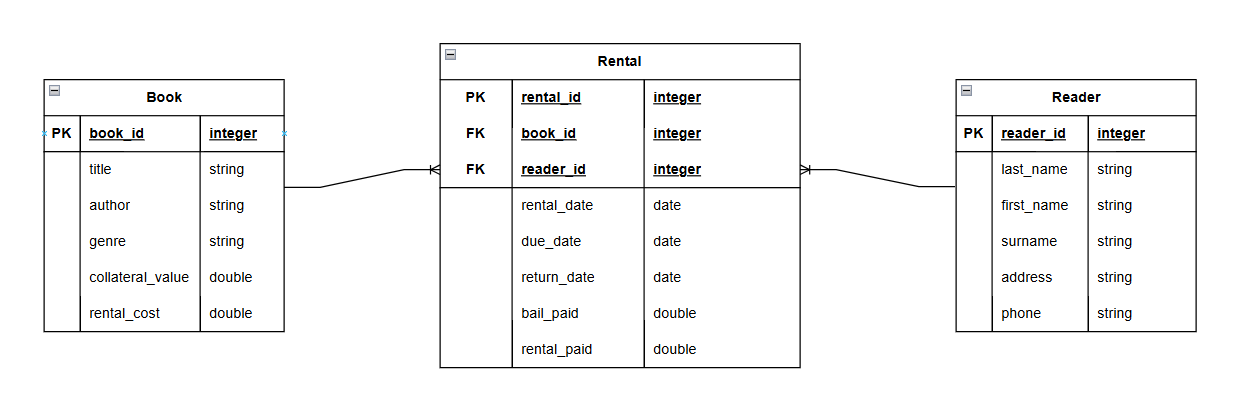 Book
PK book_id integer
title string
author string
genre string
collateral_value double
rental_cost double
Rental
PK rental_id integer
FK book_id integer
FK reader_id integer
rental_date date
due_date date
return_date date
bail_paid double
rental_paid double
Reader
PK reader_id integer
last_name string
first_name string
surname string
address string
phone string